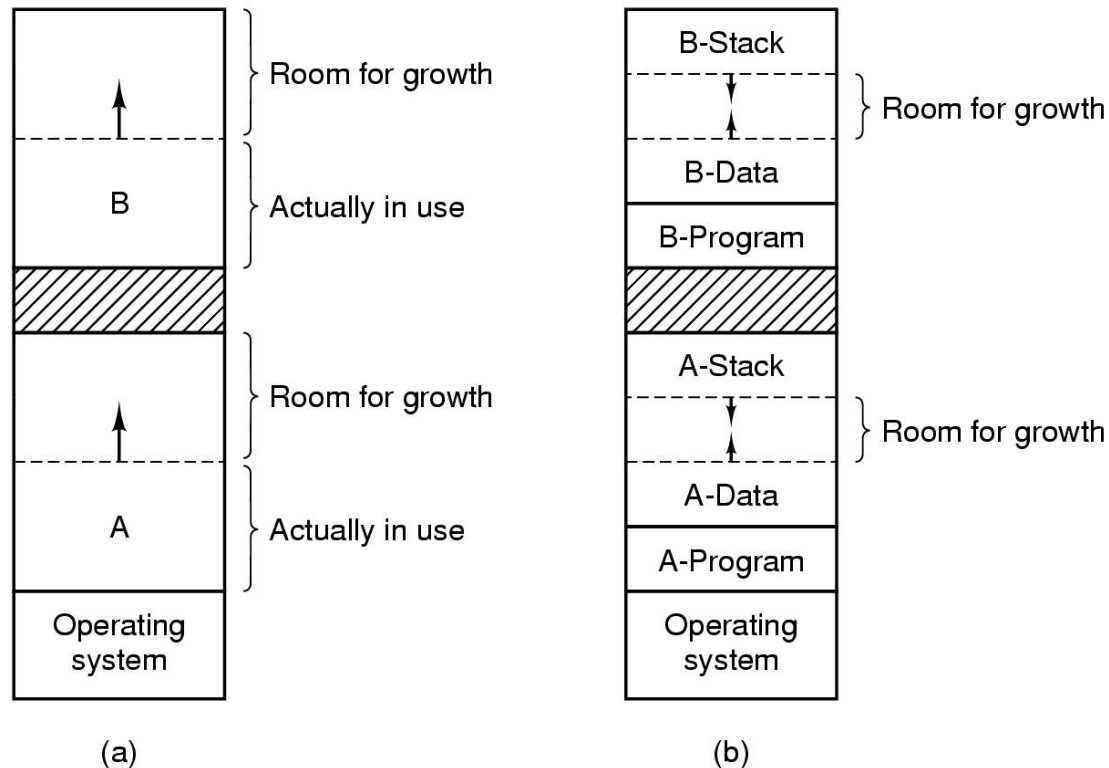 Room for growth
B
Actually in use
Room for growth
A
Actually in use
Operating
system
(a)
B-Stack
Room for growth
B-Data
B-Program
A-Stack
Room for growth
A-Data
A-Program
Operating
system
(b)